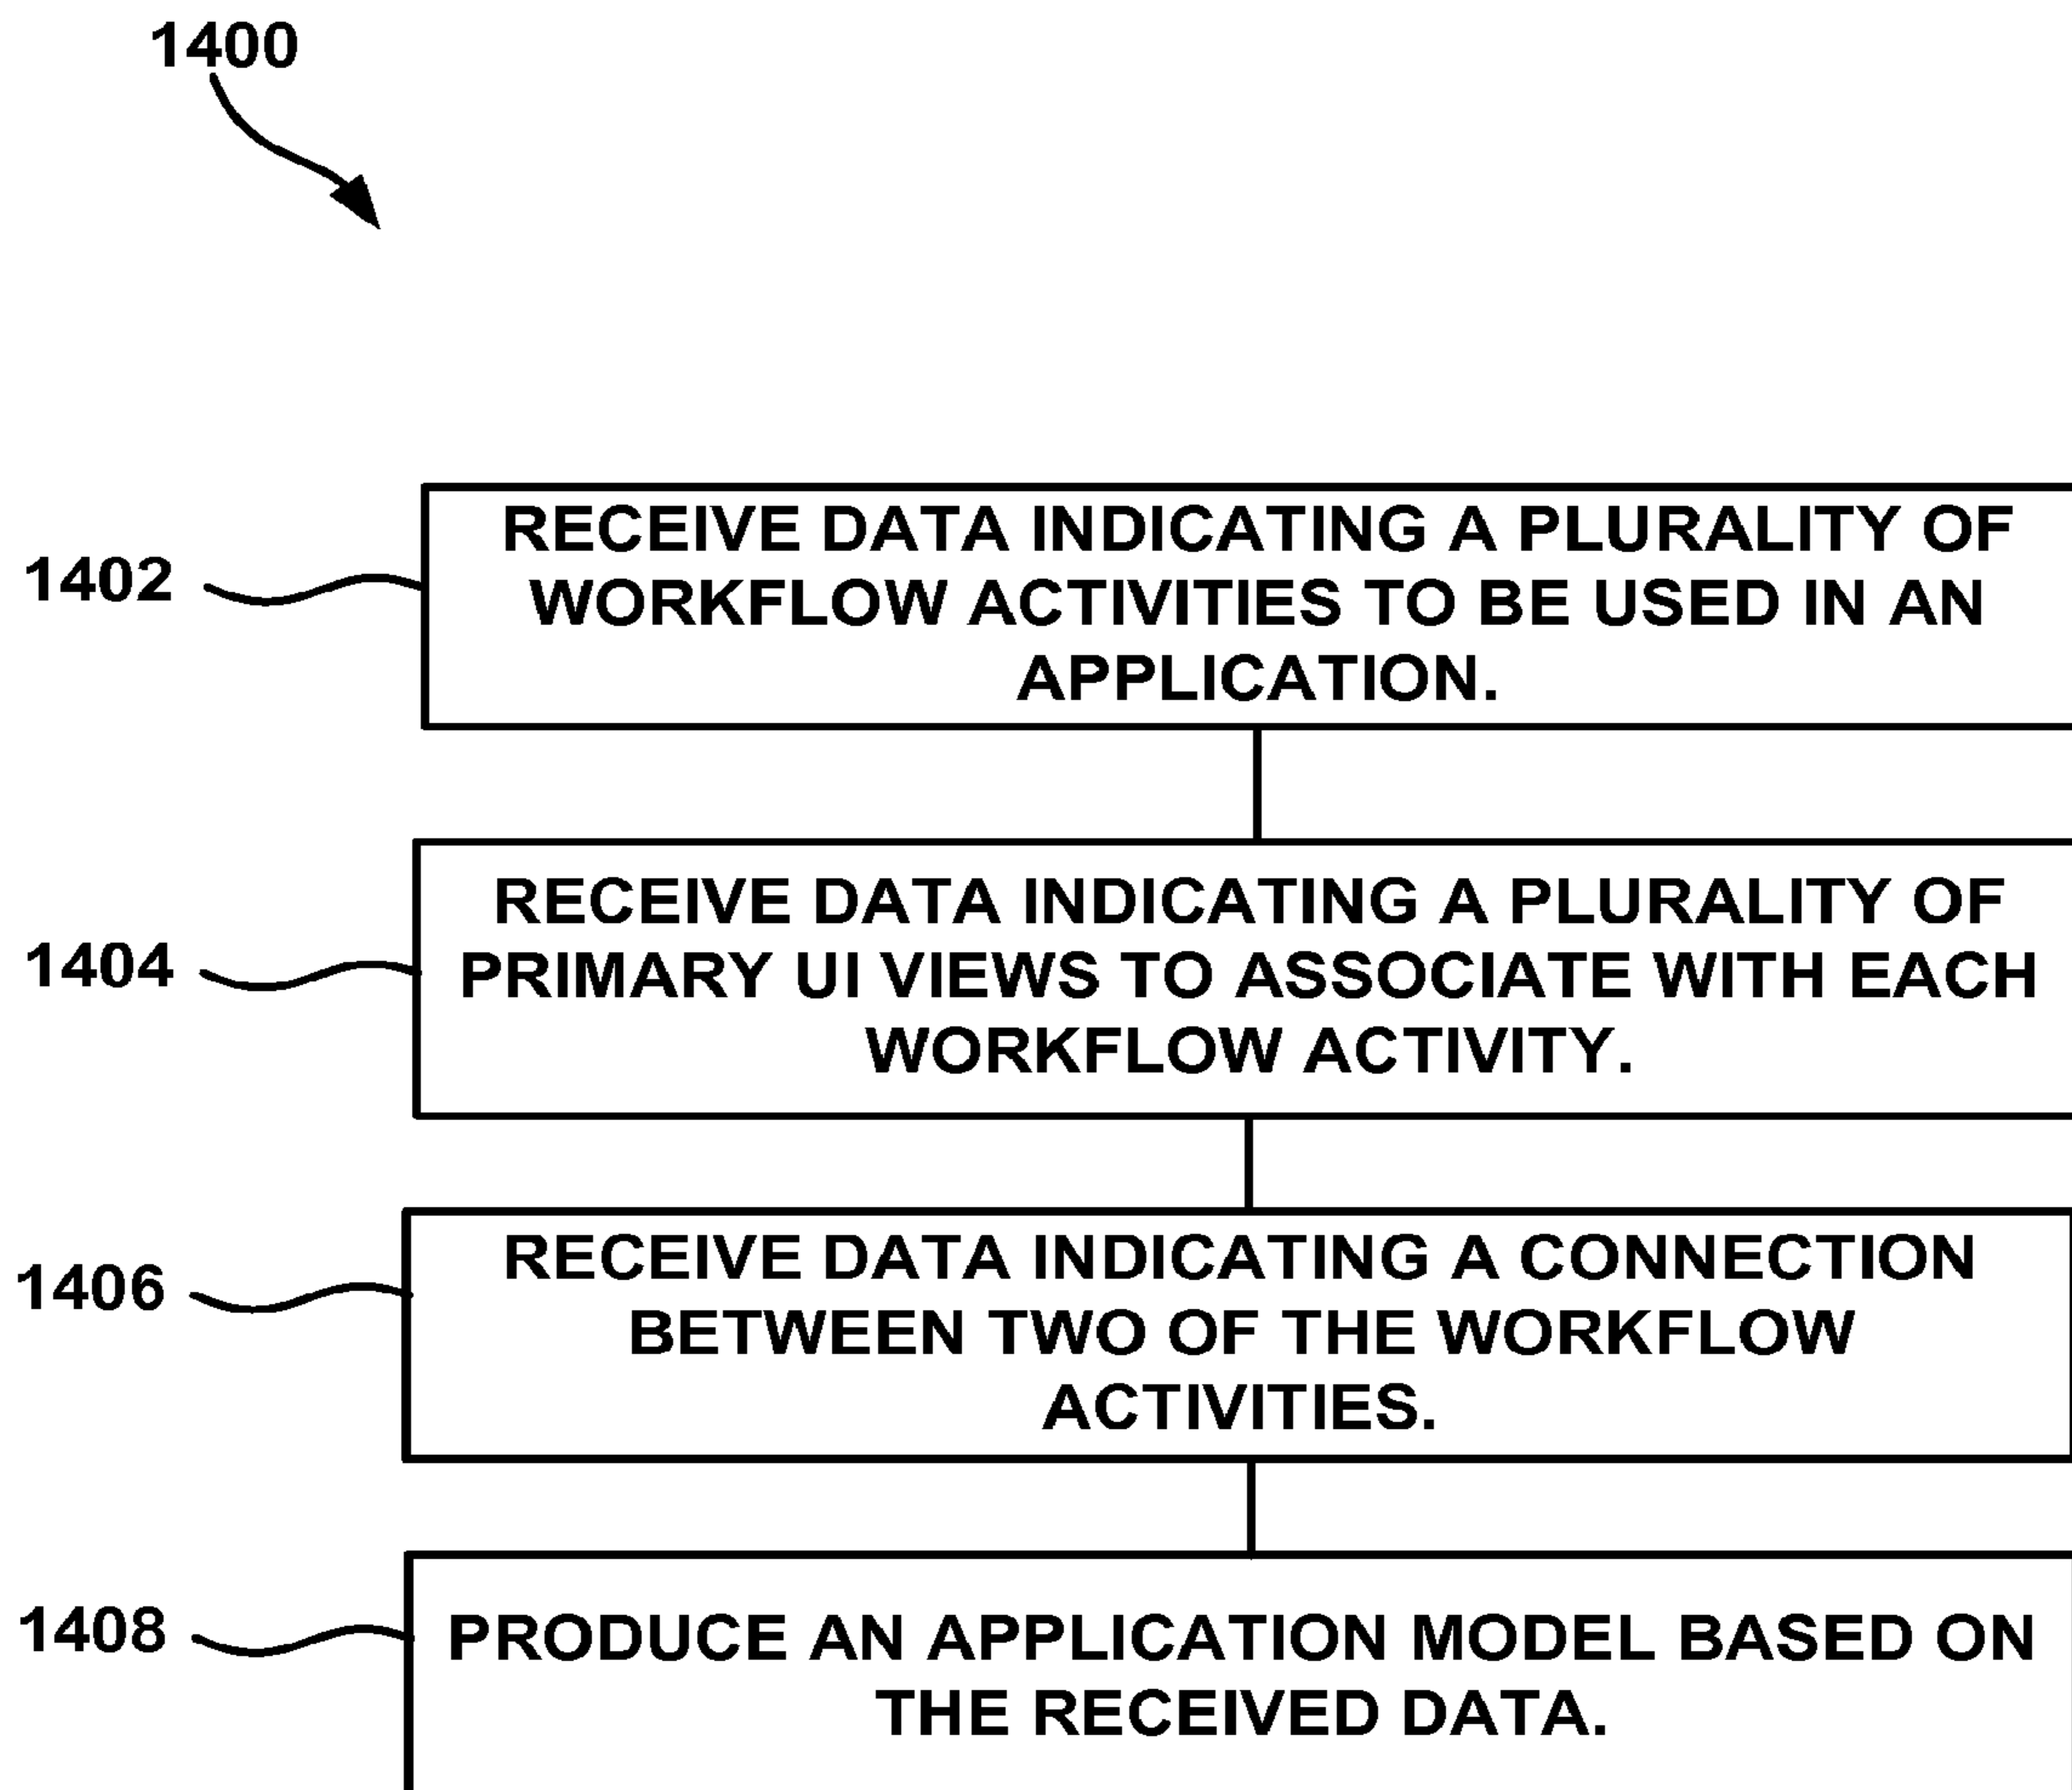 1400
1402
RECEIVE DATA INDICATING A PLURALITY OF
WORKFLOW ACTIVITIES TO BE USED IN AN
APPLICATION.
1404
RECEIVE DATA INDICATING A PLURALITY OF
PRIMARY UI VIEWS TO ASSOCIATE WITH EACH
WORKFLOW ACTIVITY.
1406
RECEIVE DATA INDICATING A CONNECTION
BETWEEN TWO OF THE WORKFLOW
ACTIVITIES.
1408
PRODUCE AN APPLICATION MODEL BASED ON
THE RECEIVED DATA.